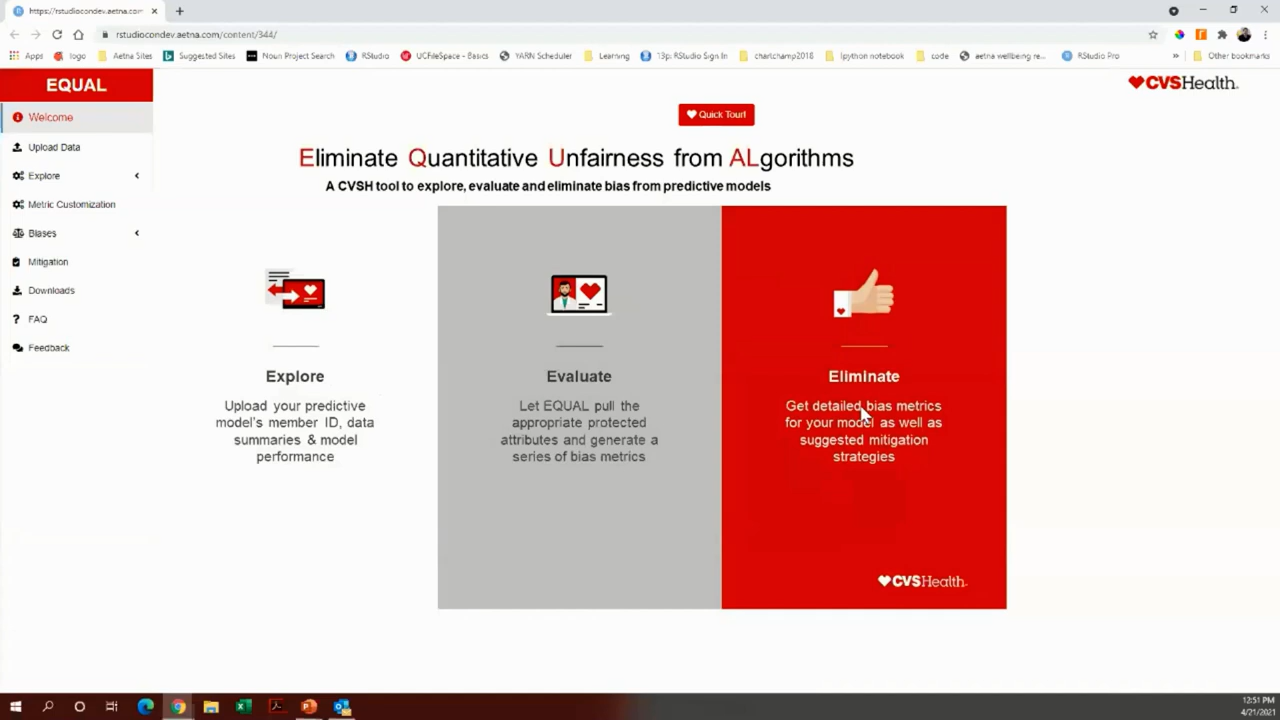 https://rstudiocondev.aetna.com/
rstudiocondev.aetna.com/content/344/
Apps
logo
Aetna Sites
Suggested Sites
Noun Project Search
RStudio
UCFileSpace - Basics
YARN Scheduler
Learning
13p: RStudio Sign In
chartchamp2018
Ipython notebook
code
aetna wellbeing re...
RStudio Pro
Other bookmarks
EQUAL
CVSHealth.
Welcome
Quick Tour!
Upload Data
Eliminate Quantitative Unfairness from ALgorithms
Explore
A CVSH tool to explore, evaluate and eliminate bias from predictive models
Metric Customization
Biases
Mitigation
Downloads
? FAQ
Feedback
Explore
Upload your predictive
model's member ID, data
summaries & model
performance
Evaluate
Let EQUAL pull the
appropriate protected
attributes and generate a
series of bias metrics
Eliminate
Get detailed bias metrics
for your model as well as
suggested mitigation
strategies
CVSHealth.
12:51 PM
4/21/2021